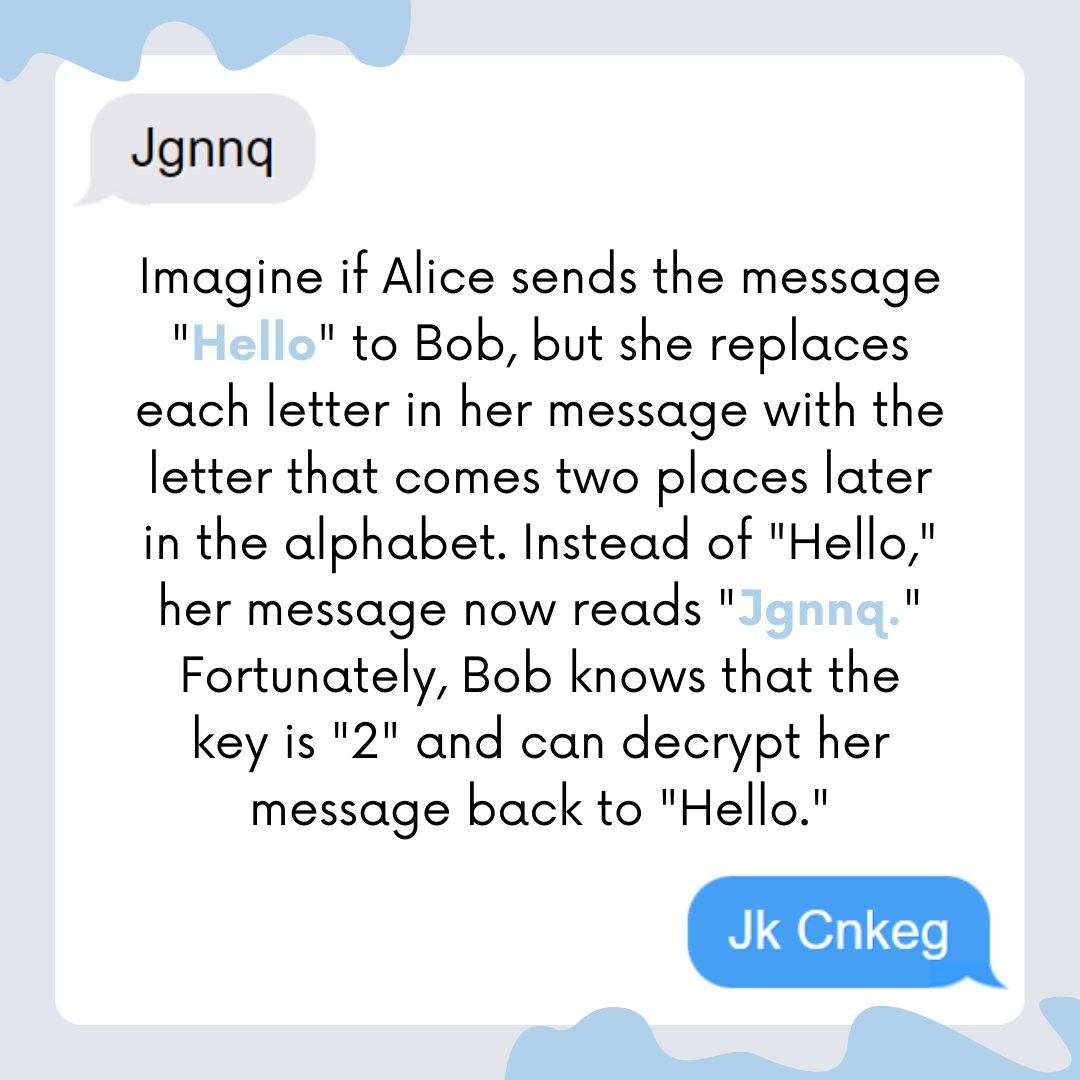 Jgnnq
Imagine if Alice sends the message
"Hello" to Bob, but she replaces
each letter in her message with the
letter that comes two places later
in the alphabet. Instead of "Hello,"
her message now reads "Jgnnq."
Fortunately, Bob knows that the
key is "2" and can decrypt her
message back to "Hello."
Jk Cnkeg